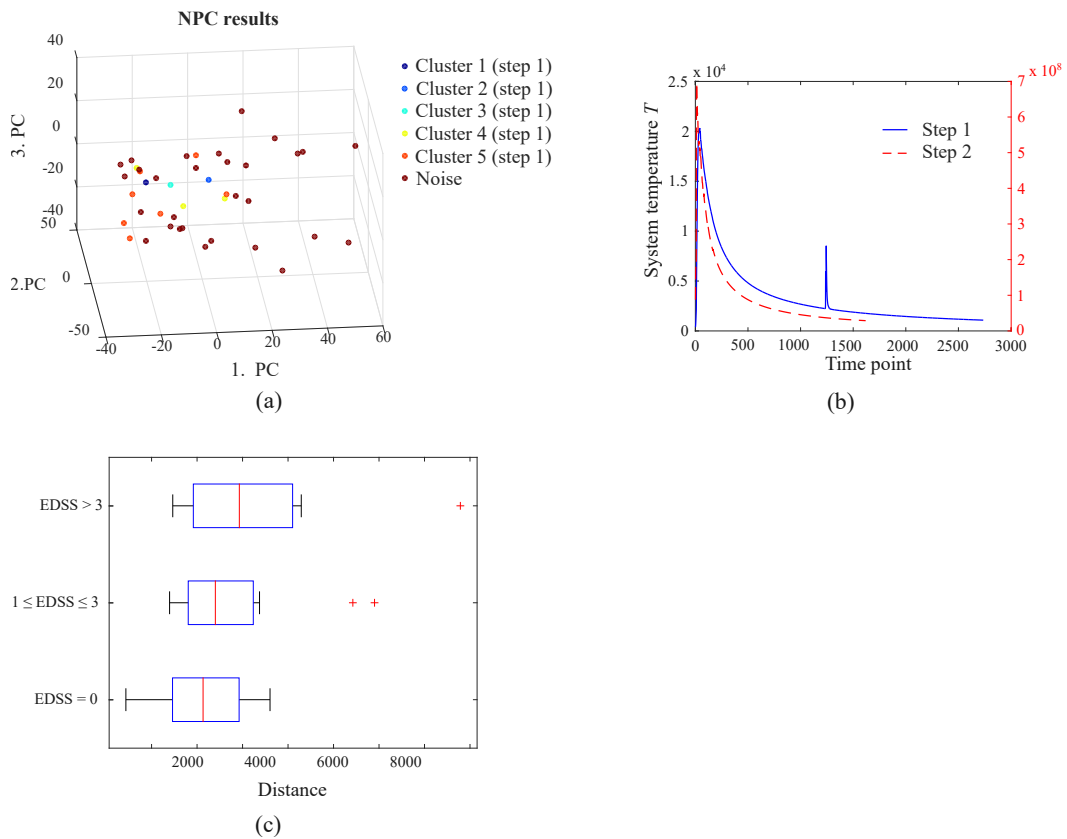 NPC results
40
20
0
-20
-40
50
0
-50
3. PC
2.PC
-40
-20
0
20
40
60
1. PC
Cluster 1 (step 1)
Cluster 2 (step 1)
Cluster 3 (step 1)
Cluster 4 (step 1)
Cluster 5 (step 1)
Noise
(a)
x 10^4
x 10^8
2.5
2
1.5
1
0.5
0
System temperature T
7
6
5
4
3
2
1
0
Step 1
Step 2
0
500
1000
1500
2000
2500
3000
Time point
(b)
EDSS > 3
1 ≤ EDSS ≤ 3
EDSS = 0
2000
4000
6000
8000
Distance
(c)